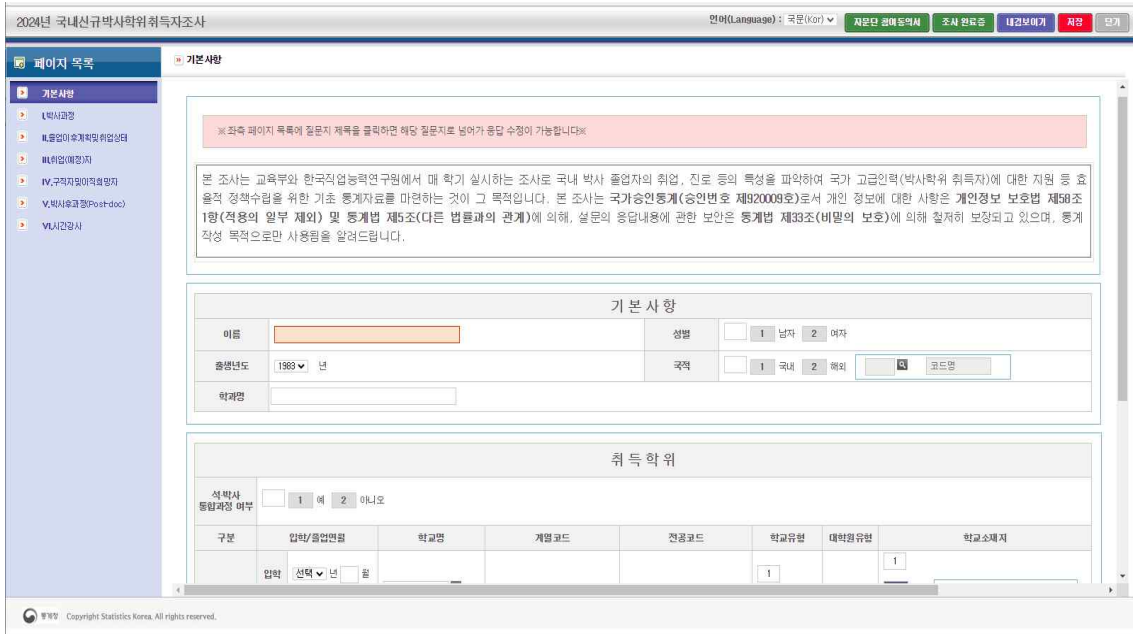 2024년 국내신규박사학위취득자조사
언어(Language) : 국문(Kor)
자문단 참여동의서
조사 완료증
내검보이기
저장
닫기
페이지 목록
기본사항
I.박사과정
II.졸업이후계획및취업상태
III.취업(예정)자
IV.구직자및이직희망자
V.박사후과정(Post-doc)
VI.시간강사
기본사항
※좌측 페이지 목록에 질문지 제목을 클릭하면 해당 질문지로 넘어가 응답 수정이 가능합니다※
본 조사는 교육부와 한국직업능력연구원에서 매 학기 실시하는 조사로 국내 박사 졸업자의 취업, 진로 등의 특성을 파악하여 국가 고급인력(박사학위 취득자)에 대한 지원 등 효
율적 정책수립을 위한 기초 통계자료를 마련하는 것이 그 목적입니다. 본 조사는 국가승인통계(승인번호 제920009호)로서 개인 정보에 대한 사항은 개인정보 보호법 제58조
1항(적용의 일부 제외) 및 통계법 제5조(다른 법률과의 관계)에 의해, 설문의 응답내용에 관한 보안은 통계법 제33조(비밀의 보호)에 의해 철저히 보장되고 있으며, 통계
작성 목적으로만 사용됨을 알려드립니다.
기본사항
이름
성별 1 남자 2 여자
출생년도 1983 년
국적 1 국내 2 해외 코드명
학과명
취득학위
석·박사
통합과정 여부 1 예 2 아니오
구분 입학/졸업연월 학교명 계열코드 전공코드 학교유형 대학원유형 학교소재지
입학 선택 년 월 1 1
통계청 Copyright Statistics Korea, All rights reserved.